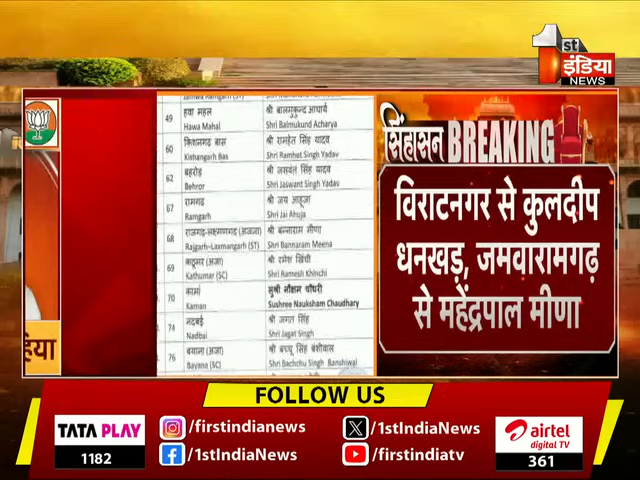 1st
इंडिया
NEWS
Jamwa Ramgarh (ST)
49 हवा महल श्री बालमुकुन्द आचार्य
Hawa Mahal Shri Balmukund Acharya
60 किशनगढ़ बास श्री रामहेत सिंह यादव
Kishangarh Bas Shri Ramhot Singh Yadav
62 बहरोड़ श्री जसवंत सिंह यादव
Behror Shri Jaswant Singh Yadav
67 रामगढ़ श्री जय आहूजा
Ramgarh Shri Jai Ahuja
68 राजगढ़-लक्ष्मणगढ़ (अजजा) श्री बन्नाराम मीणा
Rajgarh-Laxmangarh (ST) Shri Bannaram Meena
69 कठूमर (अजा) श्री रमेश खिंची
Kathumar (SC) Shri Ramesh Khinchi
70 कामां सुश्री नौक्षम चौधरी
Kaman Sushree Nauksham Chaudhary
74 नदबई श्री जगत सिंह
Nadbai Shri Jagat Singh
76 बयाना (अजा) श्री बच्चू सिंह बंशीवाल
Bayana (SC) Shri Bachchu Singh Banshiwal
सिंहासन BREAKING
विराटनगर से कुलदीप
धनखड़, जमवारामगढ़
से महेंद्रपाल मीणा
FOLLOW US
TATA PLAY
1182
/firstindianews
/1stIndiaNews
/1stIndiaNews
/firstindiatv
airtel
digital TV
361